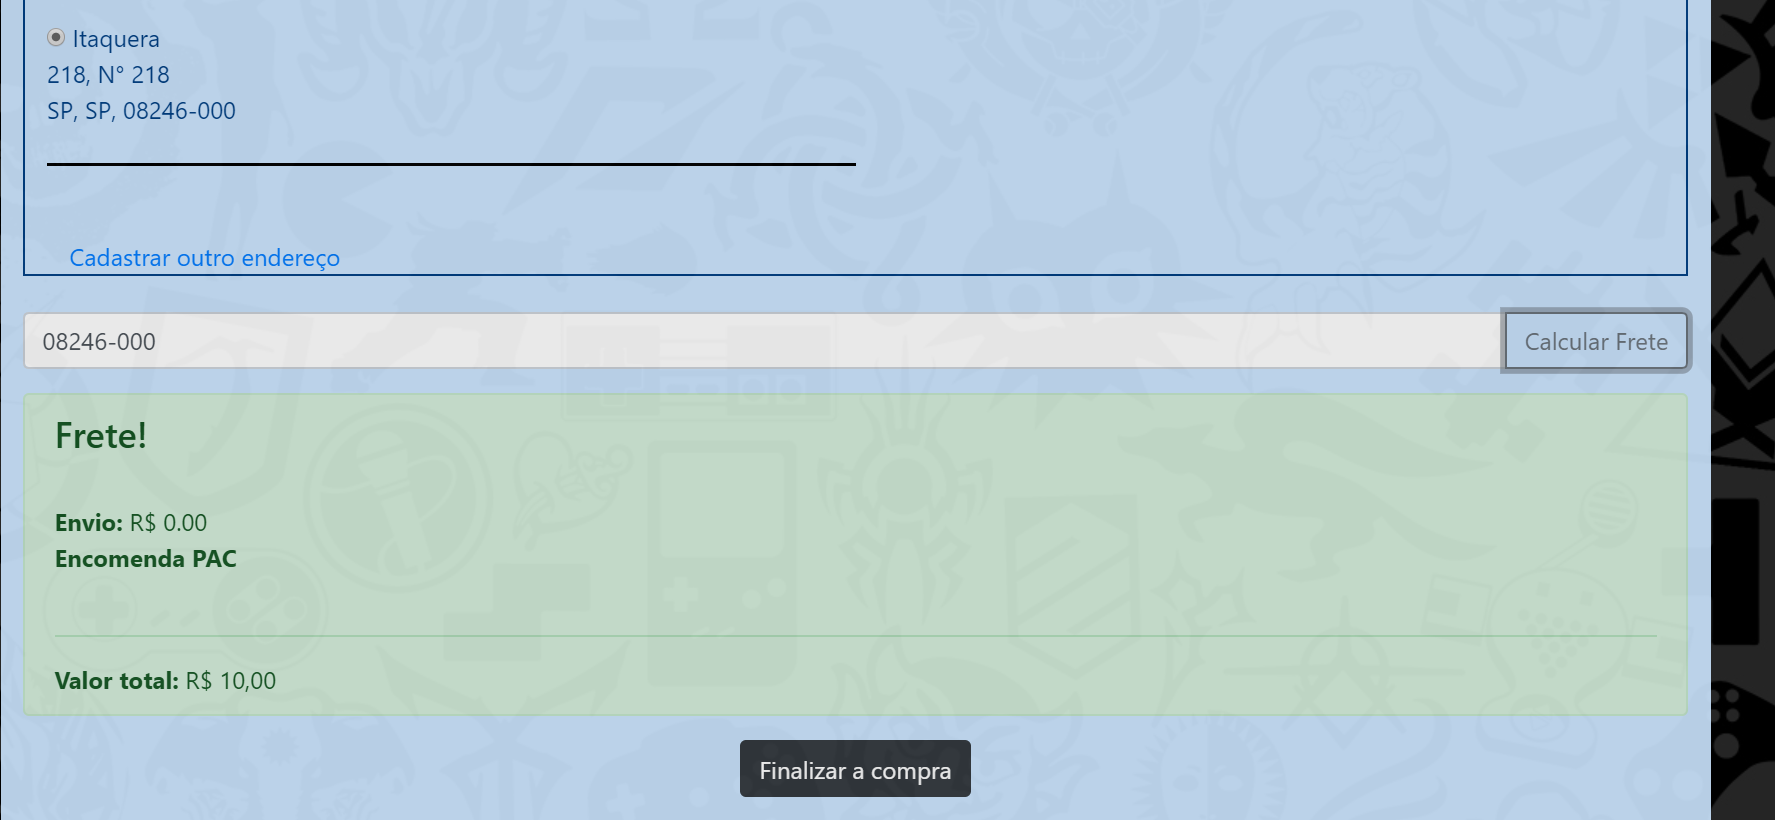 Itaquera
218, N° 218
SP, SP, 08246-000
Cadastrar outro endereço
08246-000
Calcular Frete
Frete!
Envio: R$ 0.00
Encomenda PAC
Valor total: R$ 10,00
Finalizar a compra